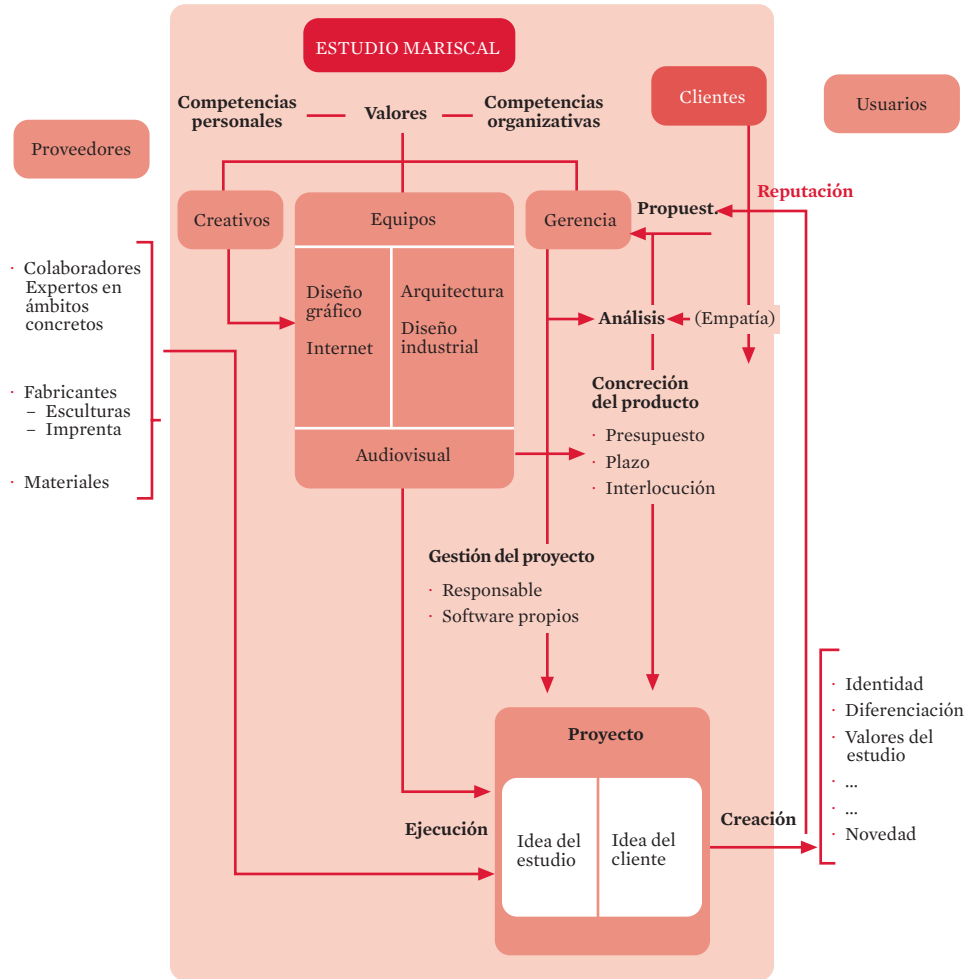 ESTUDIO MARISCAL
Clientes
Usuarios
Proveedores
Competencias
personales
Valores
Competencias
organizativas
Reputación
Creativos
Equipos
Gerencia
Propuest.
· Colaboradores
Expertos en
ámbitos
concretos
· Fabricantes
– Esculturas
– Imprenta
· Materiales
Diseño
gráfico
Internet
Arquitectura
Diseño
industrial
Audiovisual
Análisis
(Empatía)
Concreción
del producto
· Presupuesto
· Plazo
· Interlocución
Gestión del proyecto
· Responsable
· Software propios
Proyecto
Ejecución
Idea del
estudio
Idea del
cliente
Creación
· Identidad
· Diferenciación
· Valores del
estudio
· ...
· ...
· Novedad